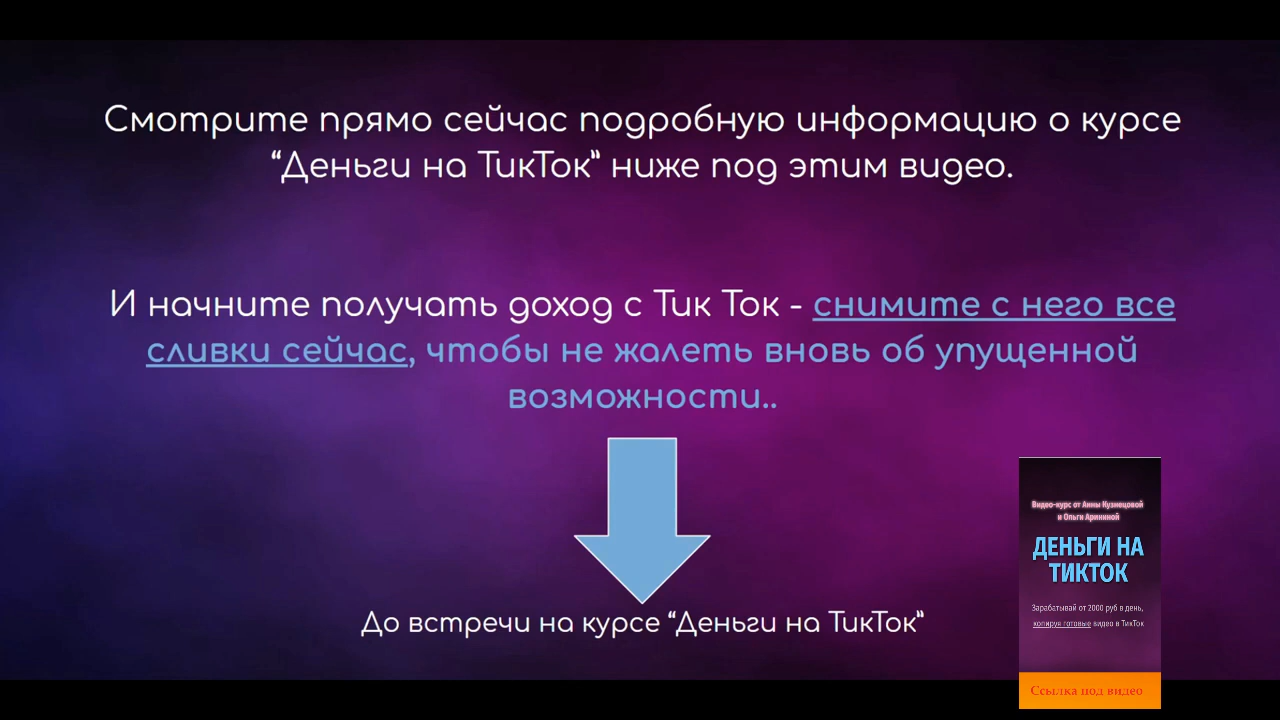 Смотрите прямо сейчас подробную информацию о курсе
“Деньги на ТикТок” ниже под этим видео.
И начните получать доход с Тик Ток - снимите с него все
сливки сейчас, чтобы не жалеть вновь об упущенной
возможности..
До встречи на курсе “Деньги на ТикТок”
Видео-курс от Анны Кузнецовой
и Ольги Аринины
ДЕНЬГИ НА
ТИКТОК
Зарабатывай от 2000 руб в день,
копируя готовые видео в ТикТок
Ссылка под видео